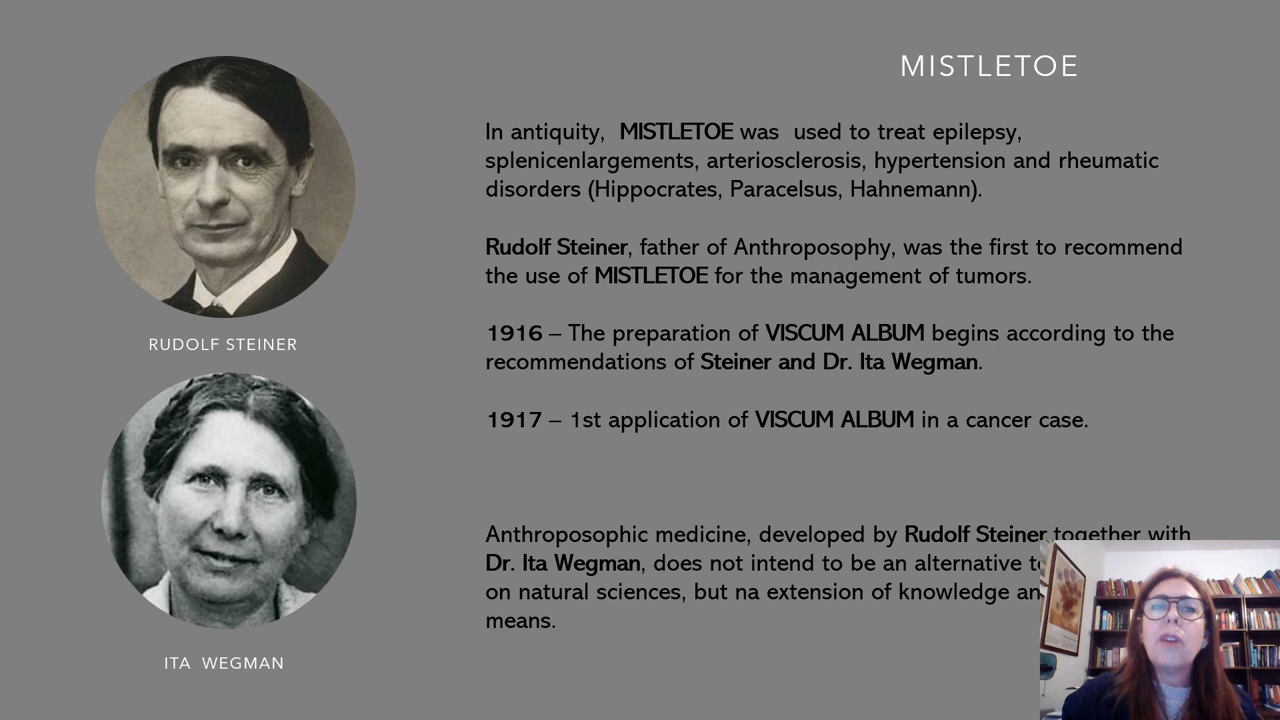 MISTLETOE
In antiquity, MISTLETOE was used to treat epilepsy,
splenicenlargements, arteriosclerosis, hypertension and rheumatic
disorders (Hippocrates, Paracelsus, Hahnemann).
Rudolf Steiner, father of Anthroposophy, was the first to recommend
the use of MISTLETOE for the management of tumors.
1916 – The preparation of VISCUM ALBUM begins according to the
recommendations of Steiner and Dr. Ita Wegman.
1917 – 1st application of VISCUM ALBUM in a cancer case.
Anthroposophic medicine, developed by Rudolf Steiner together with
Dr. Ita Wegman, does not intend to be an alternative
on natural sciences, but na extension of knowledge
means.
RUDOLF STEINER
ITA WEGMAN